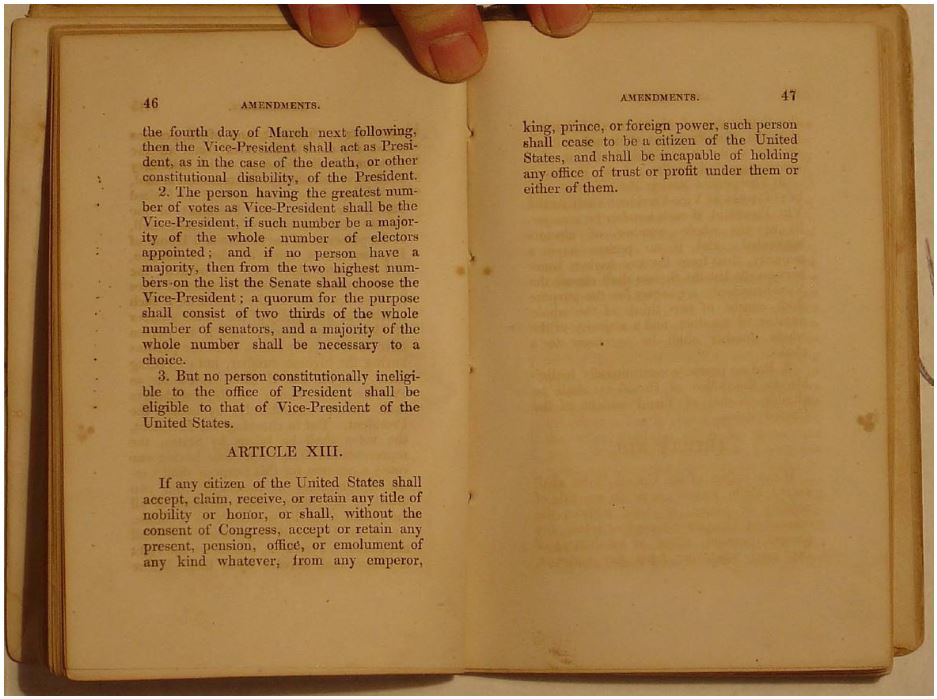 46
AMENDMENTS.
the fourth day of March next following,
then the Vice-President shall act as Presi-
dent, as in the case of the death, or other
constitutional disability, of the President.
2. The person having the greatest num-
ber of votes as Vice-President shall be the
Vice-President, if such number be a major-
ity of the whole number of electors
appointed; and if no person have a
majority, then from the two highest num-
bers on the list the Senate shall choose the
Vice-President; a quorum for the purpose
shall consist of two thirds of the whole
number of senators, and a majority of the
whole number shall be necessary to a
choice.
3. But no person constitutionally ineligi-
ble to the office of President shall be
eligible to that of Vice-President of the
United States.
ARTICLE XIII.
If any citizen of the United States shall
accept, claim, receive, or retain any title of
nobility or honor, or shall, without the
consent of Congress, accept or retain any
present, pension, office, or emolument of
any kind whatever, from any emperor,
AMENDMENTS.
47
king, prince, or foreign power, such person
shall cease to be a citizen of the United
States, and shall be incapable of holding
any office of trust or profit under them or
either of them.